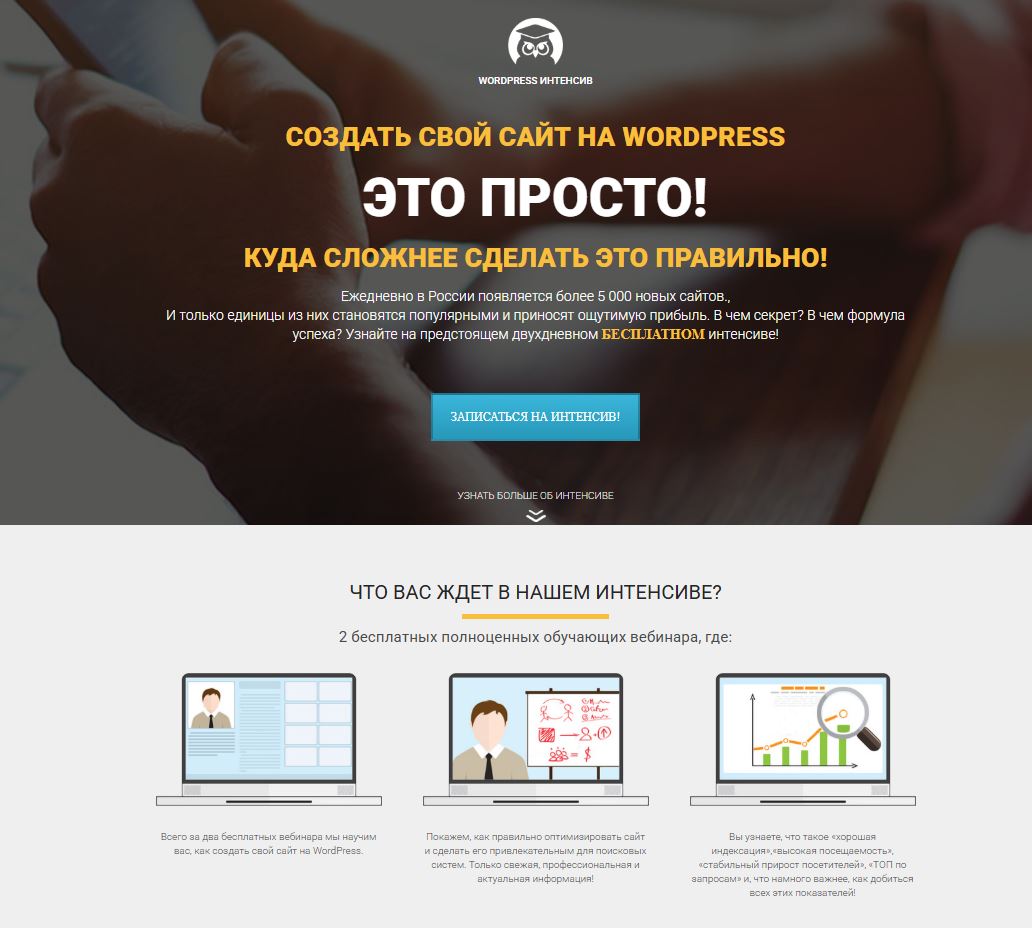 WORDPRESS ИНТЕНСИВ
СОЗДАТЬ СВОЙ САЙТ НА WORDPRESS
ЭТО ПРОСТО!
КУДА СЛОЖНЕЕ СДЕЛАТЬ ЭТО ПРАВИЛЬНО!
Ежедневно в России появляется более 5 000 новых сайтов.,
И только единицы из них становятся популярными и приносят ощутимую прибыль. В чем секрет? В чем формула
успеха? Узнайте на предстоящем двухдневном БЕСПЛАТНОМ интенсиве!
ЗАПИСАТЬСЯ НА ИНТЕНСИВ!
УЗНАТЬ БОЛЬШЕ ОБ ИНТЕНСИВЕ
ЧТО ВАС ЖДЕТ В НАШЕМ ИНТЕНСИВЕ?
2 бесплатных полноценных обучающих вебинара, где:
Всего за два бесплатных вебинара мы научим
вас, как создать свой сайт на WordPress.
Покажем, как правильно оптимизировать сайт
и сделать его привлекательным для поисковых
систем. Только свежая, профессиональная и
актуальная информация!
Вы узнаете, что такое «хорошая
индексация»,«высокая посещаемость»,
«стабильный прирост посетителей», «ТОП по
запросам» и, что намного важнее, как добиться
всех этих показателей!